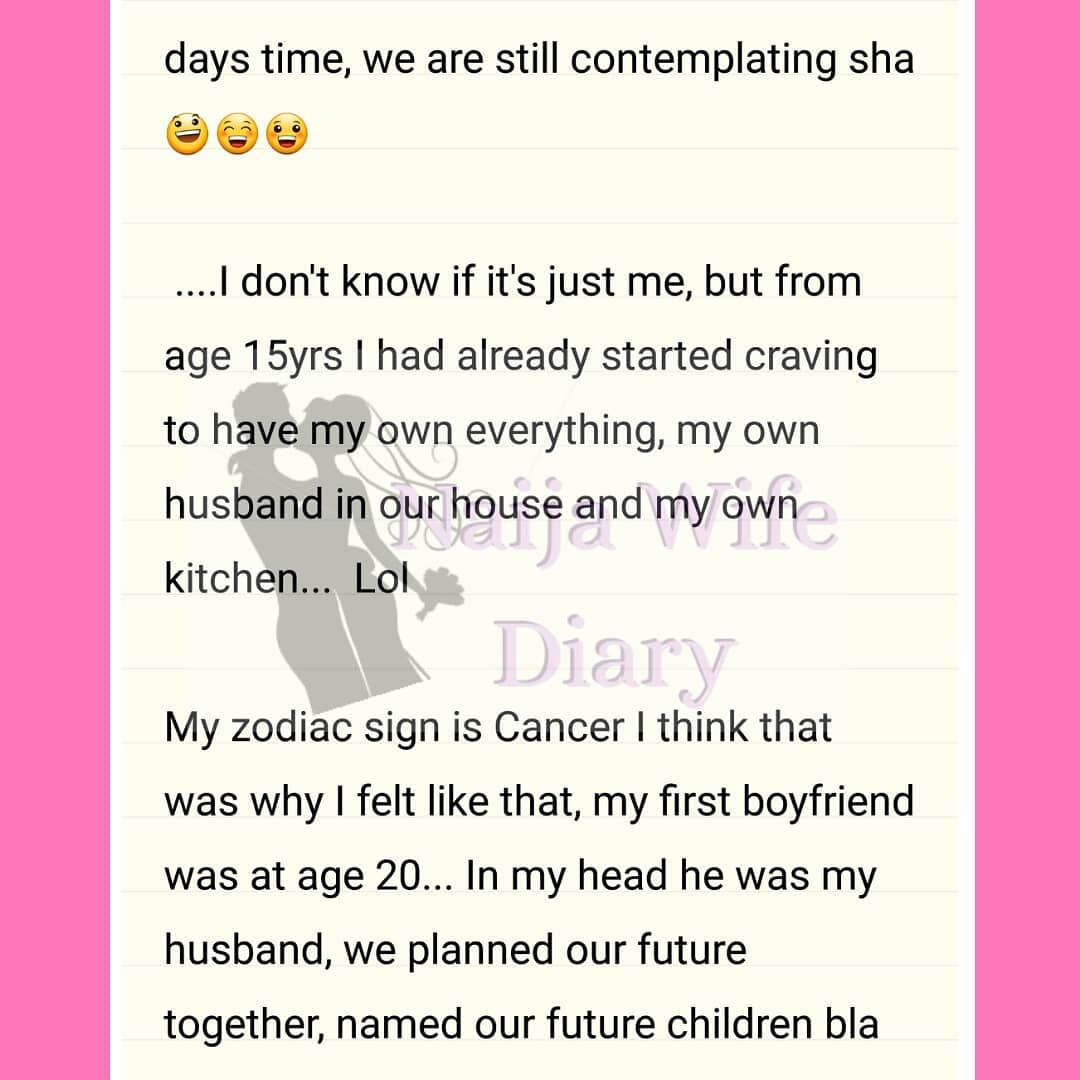 days time, we are still contemplating sha
😃😁😀
....I don't know if it's just me, but from
age 15yrs I had already started craving
to have my own everything, my own
husband in our house and my own
kitchen... Lol
My zodiac sign is Cancer I think that
was why I felt like that, my first boyfriend
was at age 20... In my head he was my
husband, we planned our future
together, named our future children bla
Naija Wife
Diary